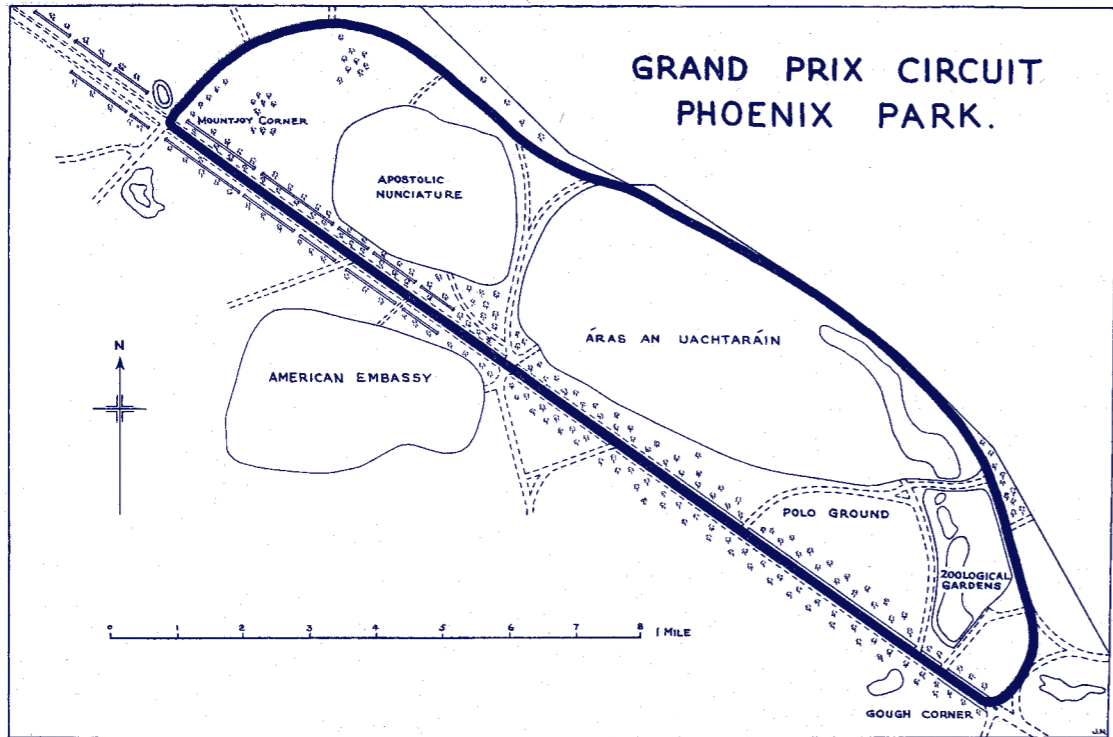 GRAND PRIX CIRCUIT
PHOENIX PARK.
MOUNTJOY CORNER
APOSTOLIC
NUNCIATURE
ÁRAS AN UACHTARÁIN
N
AMERICAN EMBASSY
POLO GROUND
ZOOLOGICAL
GARDENS
0 1 2 3 4 5 6 7 8 1 MILE
GOUGH CORNER
J.N.